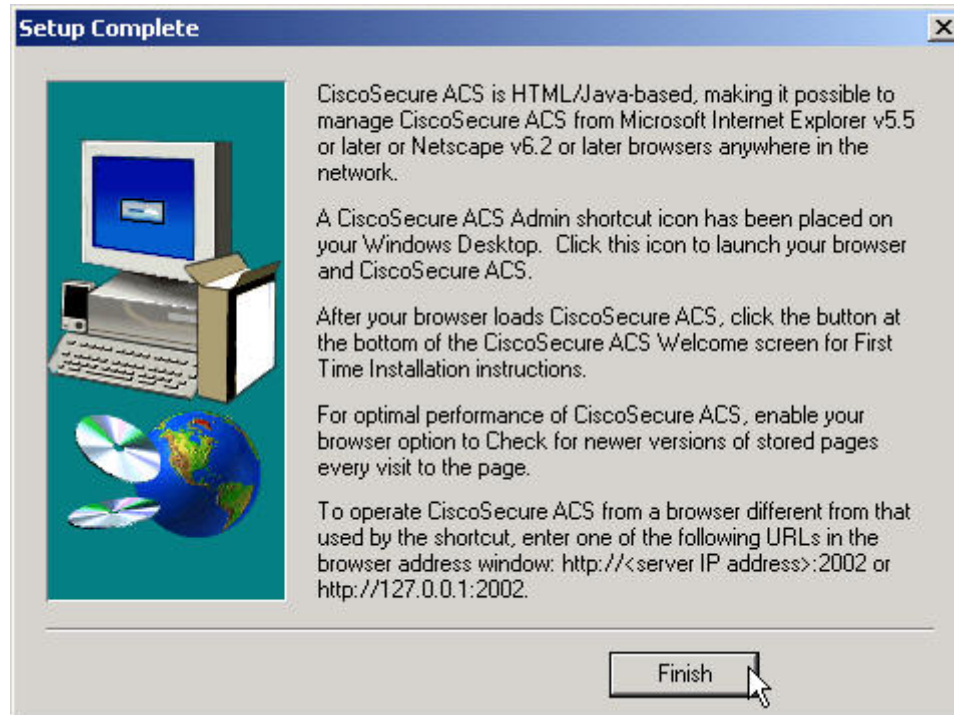 Setup Complete
CiscoSecure ACS is HTML/Java-based, making it possible to
manage CiscoSecure ACS from Microsoft Internet Explorer v5.5
or later or Netscape v6.2 or later browsers anywhere in the
network.
A CiscoSecure ACS Admin shortcut icon has been placed on
your Windows Desktop.  Click this icon to launch your browser
and CiscoSecure ACS.
After your browser loads CiscoSecure ACS, click the button at
the bottom of the CiscoSecure ACS Welcome screen for First
Time Installation instructions.
For optimal performance of CiscoSecure ACS, enable your
browser option to Check for newer versions of stored pages
every visit to the page.
To operate CiscoSecure ACS from a browser different from that
used by the shortcut, enter one of the following URLs in the
browser address window: http://<server IP address>:2002 or
http://127.0.0.1:2002.
Finish